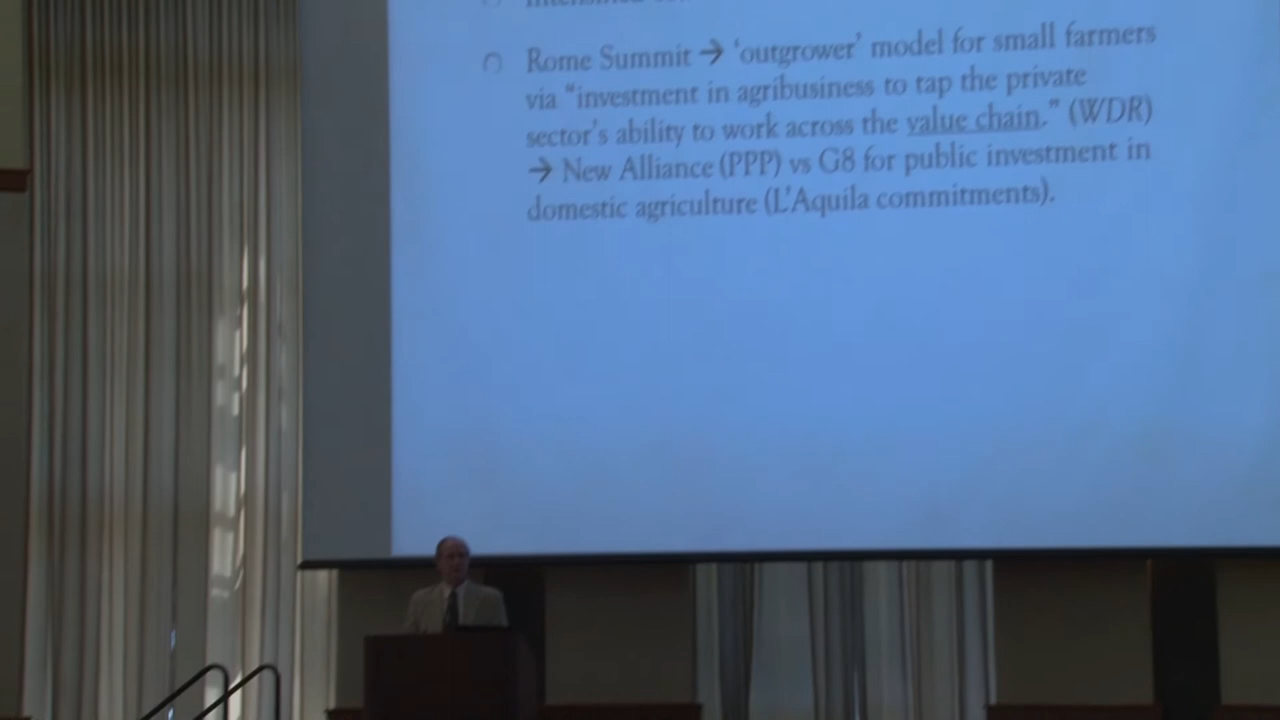 Rome Summit → ‘outgrower’ model for small farmers
via “investment in agribusiness to tap the private
sector’s ability to work across the value chain.” (WDR)
→ New Alliance (PPP) vs G8 for public investment in
domestic agriculture (L’Aquila commitments).